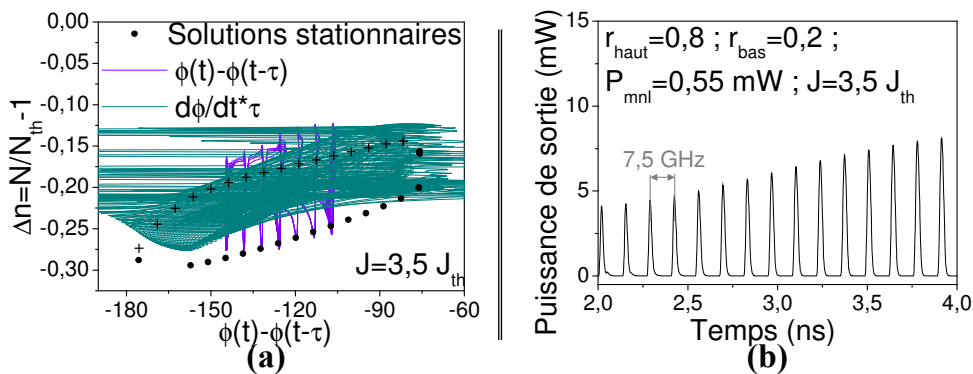 0,00
-0,05
-0,10
-0,15
-0,20
-0,25
-0,30
Δn=N/N_th-1
• Solutions stationnaires
ϕ(t)-ϕ(t-τ)
dϕ/dt*τ
J=3,5 J_th
-180 -150 -120 -90 -60
ϕ(t)-ϕ(t-τ)
(a)
15
10
5
0
Puissance de sortie (mW)
r_haut=0,8 ; r_bas=0,2 ;
P_mnl=0,55 mW ; J=3,5 J_th
7,5 GHz
2,0 2,5 3,0 3,5 4,0
Temps (ns)
(b)